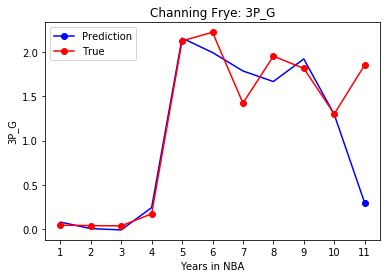 Channing Frye: 3P_G
Prediction
True
3P_G
2.0
1.5
1.0
0.5
0.0
1 2 3 4 5 6 7 8 9 10 11
Years in NBA